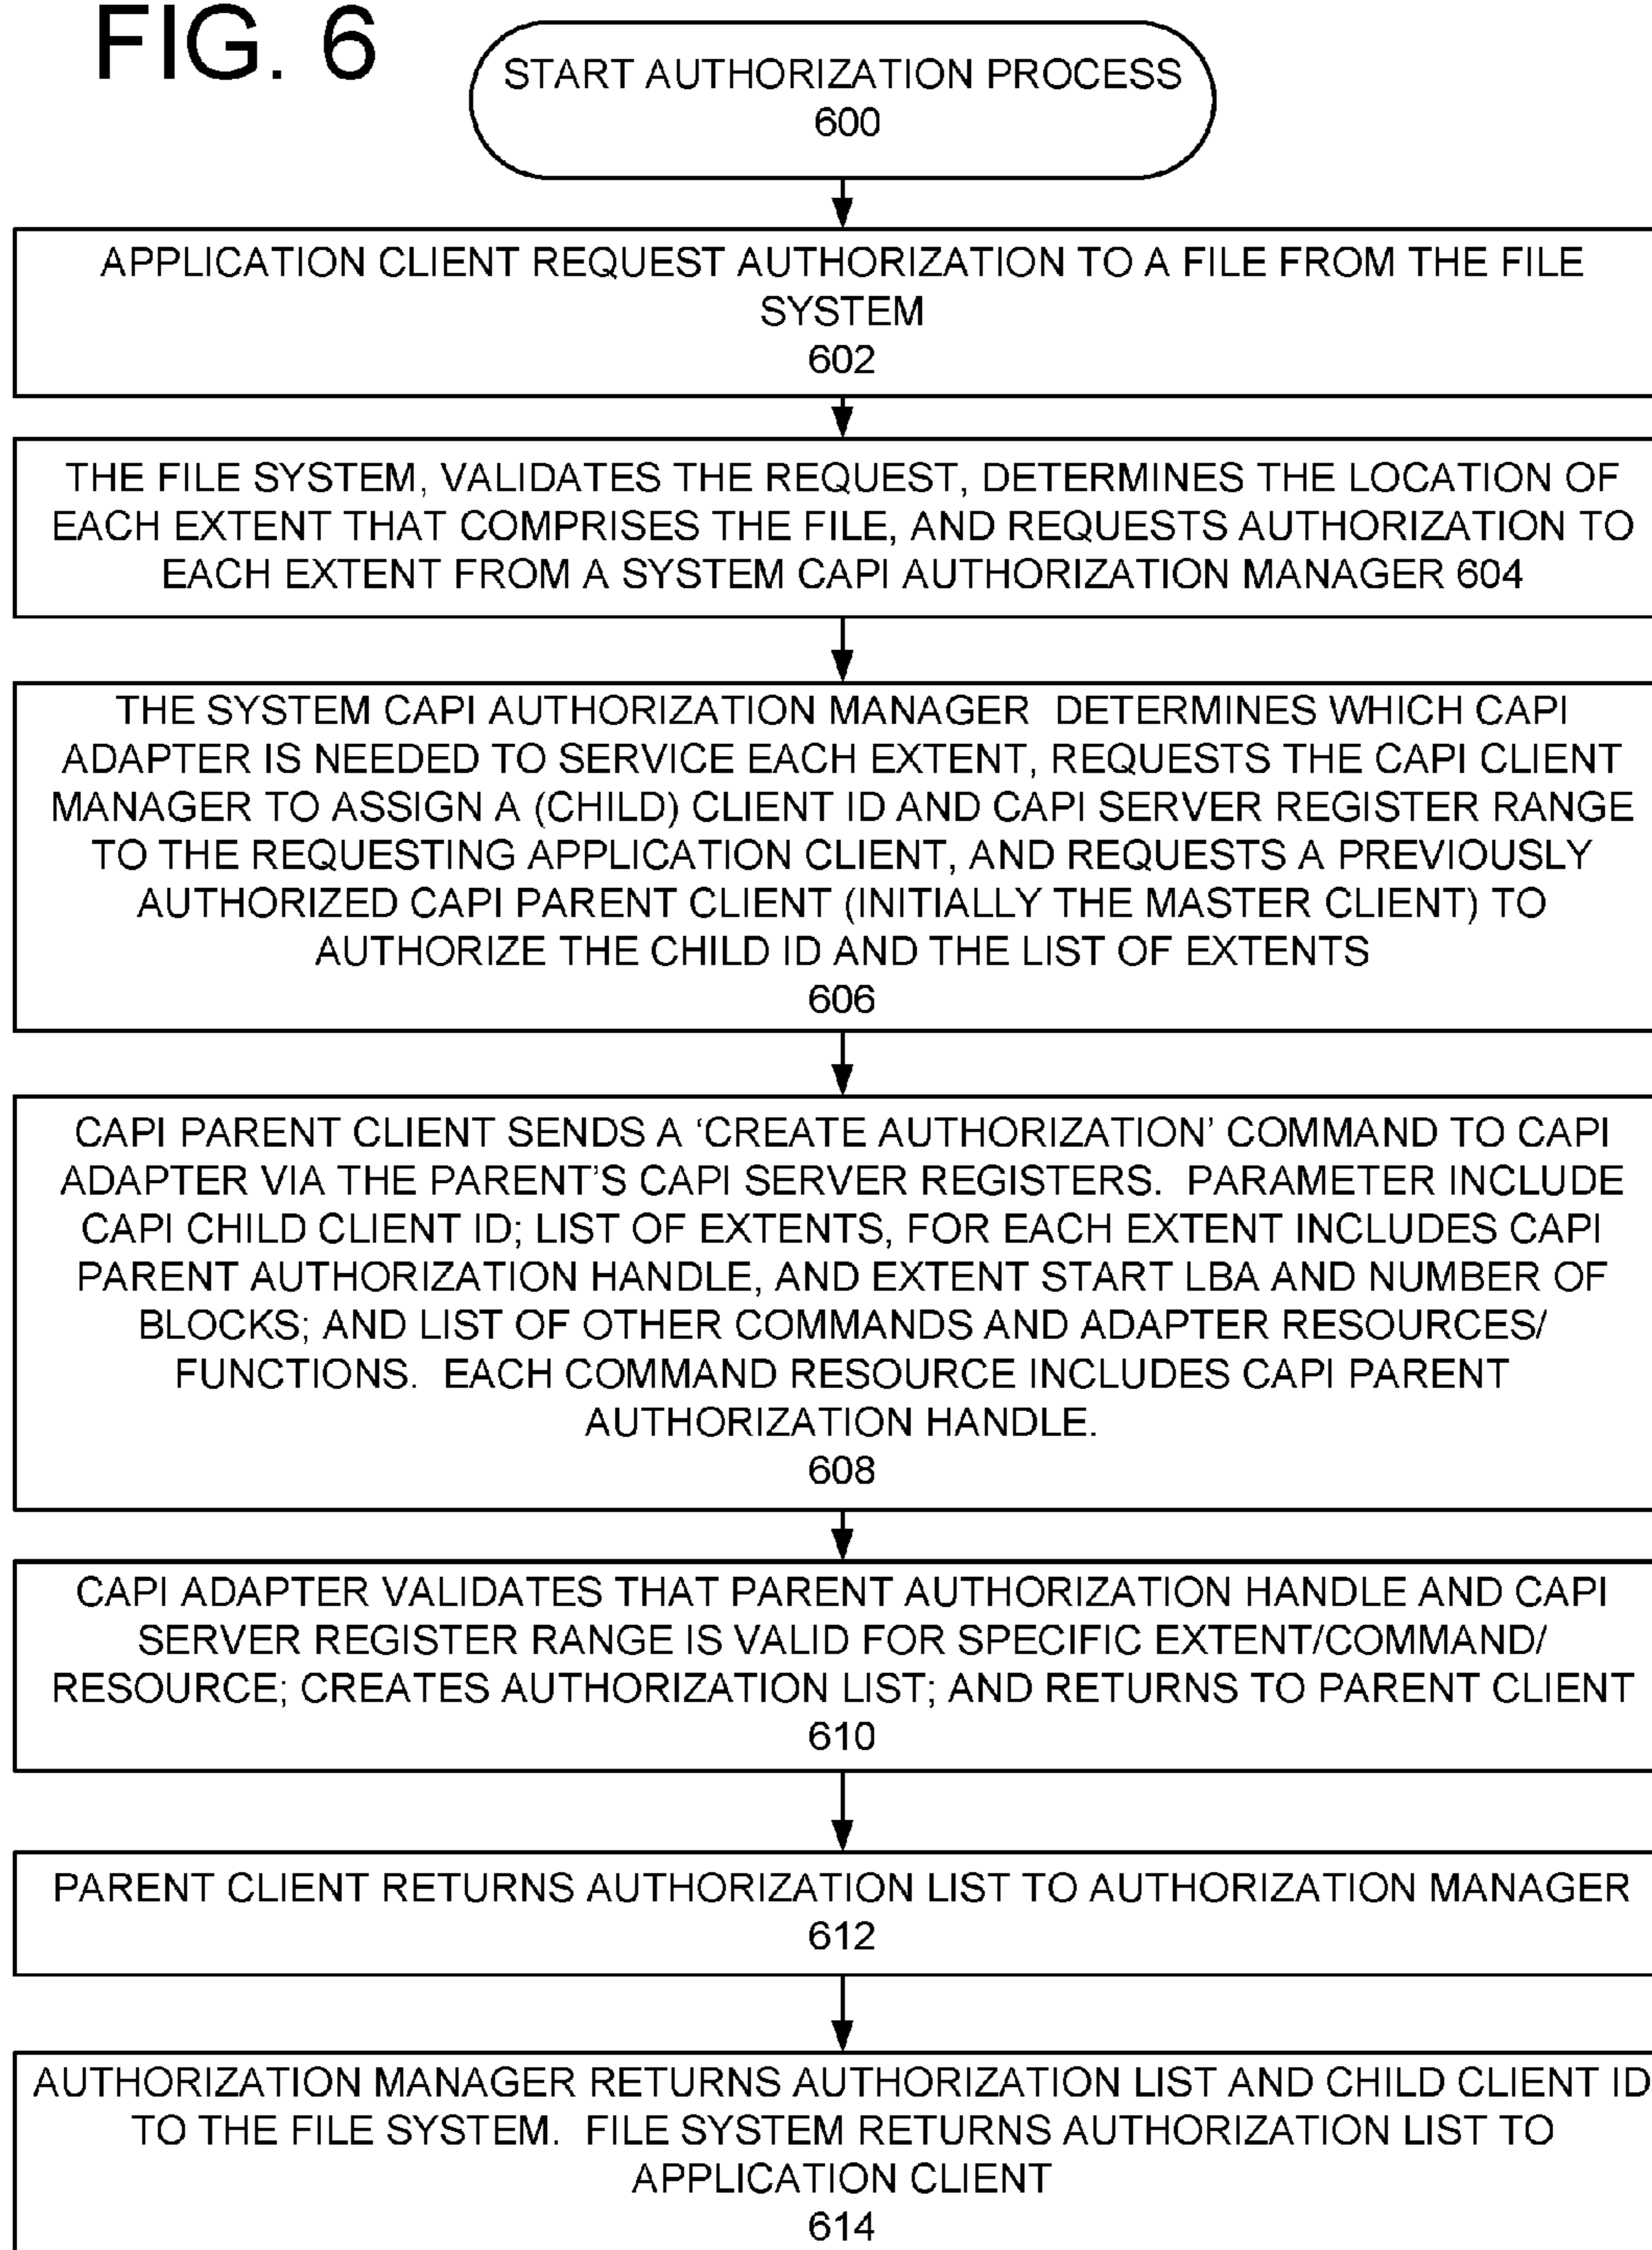 FIG. 6
START AUTHORIZATION PROCESS
600
APPLICATION CLIENT REQUEST AUTHORIZATION TO A FILE FROM THE FILE
SYSTEM
602
THE FILE SYSTEM, VALIDATES THE REQUEST, DETERMINES THE LOCATION OF
EACH EXTENT THAT COMPRISES THE FILE, AND REQUESTS AUTHORIZATION TO
EACH EXTENT FROM A SYSTEM CAPI AUTHORIZATION MANAGER 604
THE SYSTEM CAPI AUTHORIZATION MANAGER DETERMINES WHICH CAPI
ADAPTER IS NEEDED TO SERVICE EACH EXTENT, REQUESTS THE CAPI CLIENT
MANAGER TO ASSIGN A (CHILD) CLIENT ID AND CAPI SERVER REGISTER RANGE
TO THE REQUESTING APPLICATION CLIENT, AND REQUESTS A PREVIOUSLY
AUTHORIZED CAPI PARENT CLIENT (INITIALLY THE MASTER CLIENT) TO
AUTHORIZE THE CHILD ID AND THE LIST OF EXTENTS
606
CAPI PARENT CLIENT SENDS A ‘CREATE AUTHORIZATION’ COMMAND TO CAPI
ADAPTER VIA THE PARENT’S CAPI SERVER REGISTERS. PARAMETER INCLUDE
CAPI CHILD CLIENT ID; LIST OF EXTENTS, FOR EACH EXTENT INCLUDES CAPI
PARENT AUTHORIZATION HANDLE, AND EXTENT START LBA AND NUMBER OF
BLOCKS; AND LIST OF OTHER COMMANDS AND ADAPTER RESOURCES/
FUNCTIONS. EACH COMMAND RESOURCE INCLUDES CAPI PARENT
AUTHORIZATION HANDLE.
608
CAPI ADAPTER VALIDATES THAT PARENT AUTHORIZATION HANDLE AND CAPI
SERVER REGISTER RANGE IS VALID FOR SPECIFIC EXTENT/COMMAND/
RESOURCE; CREATES AUTHORIZATION LIST; AND RETURNS TO PARENT CLIENT
610
PARENT CLIENT RETURNS AUTHORIZATION LIST TO AUTHORIZATION MANAGER
612
AUTHORIZATION MANAGER RETURNS AUTHORIZATION LIST AND CHILD CLIENT ID
TO THE FILE SYSTEM. FILE SYSTEM RETURNS AUTHORIZATION LIST TO
APPLICATION CLIENT
614